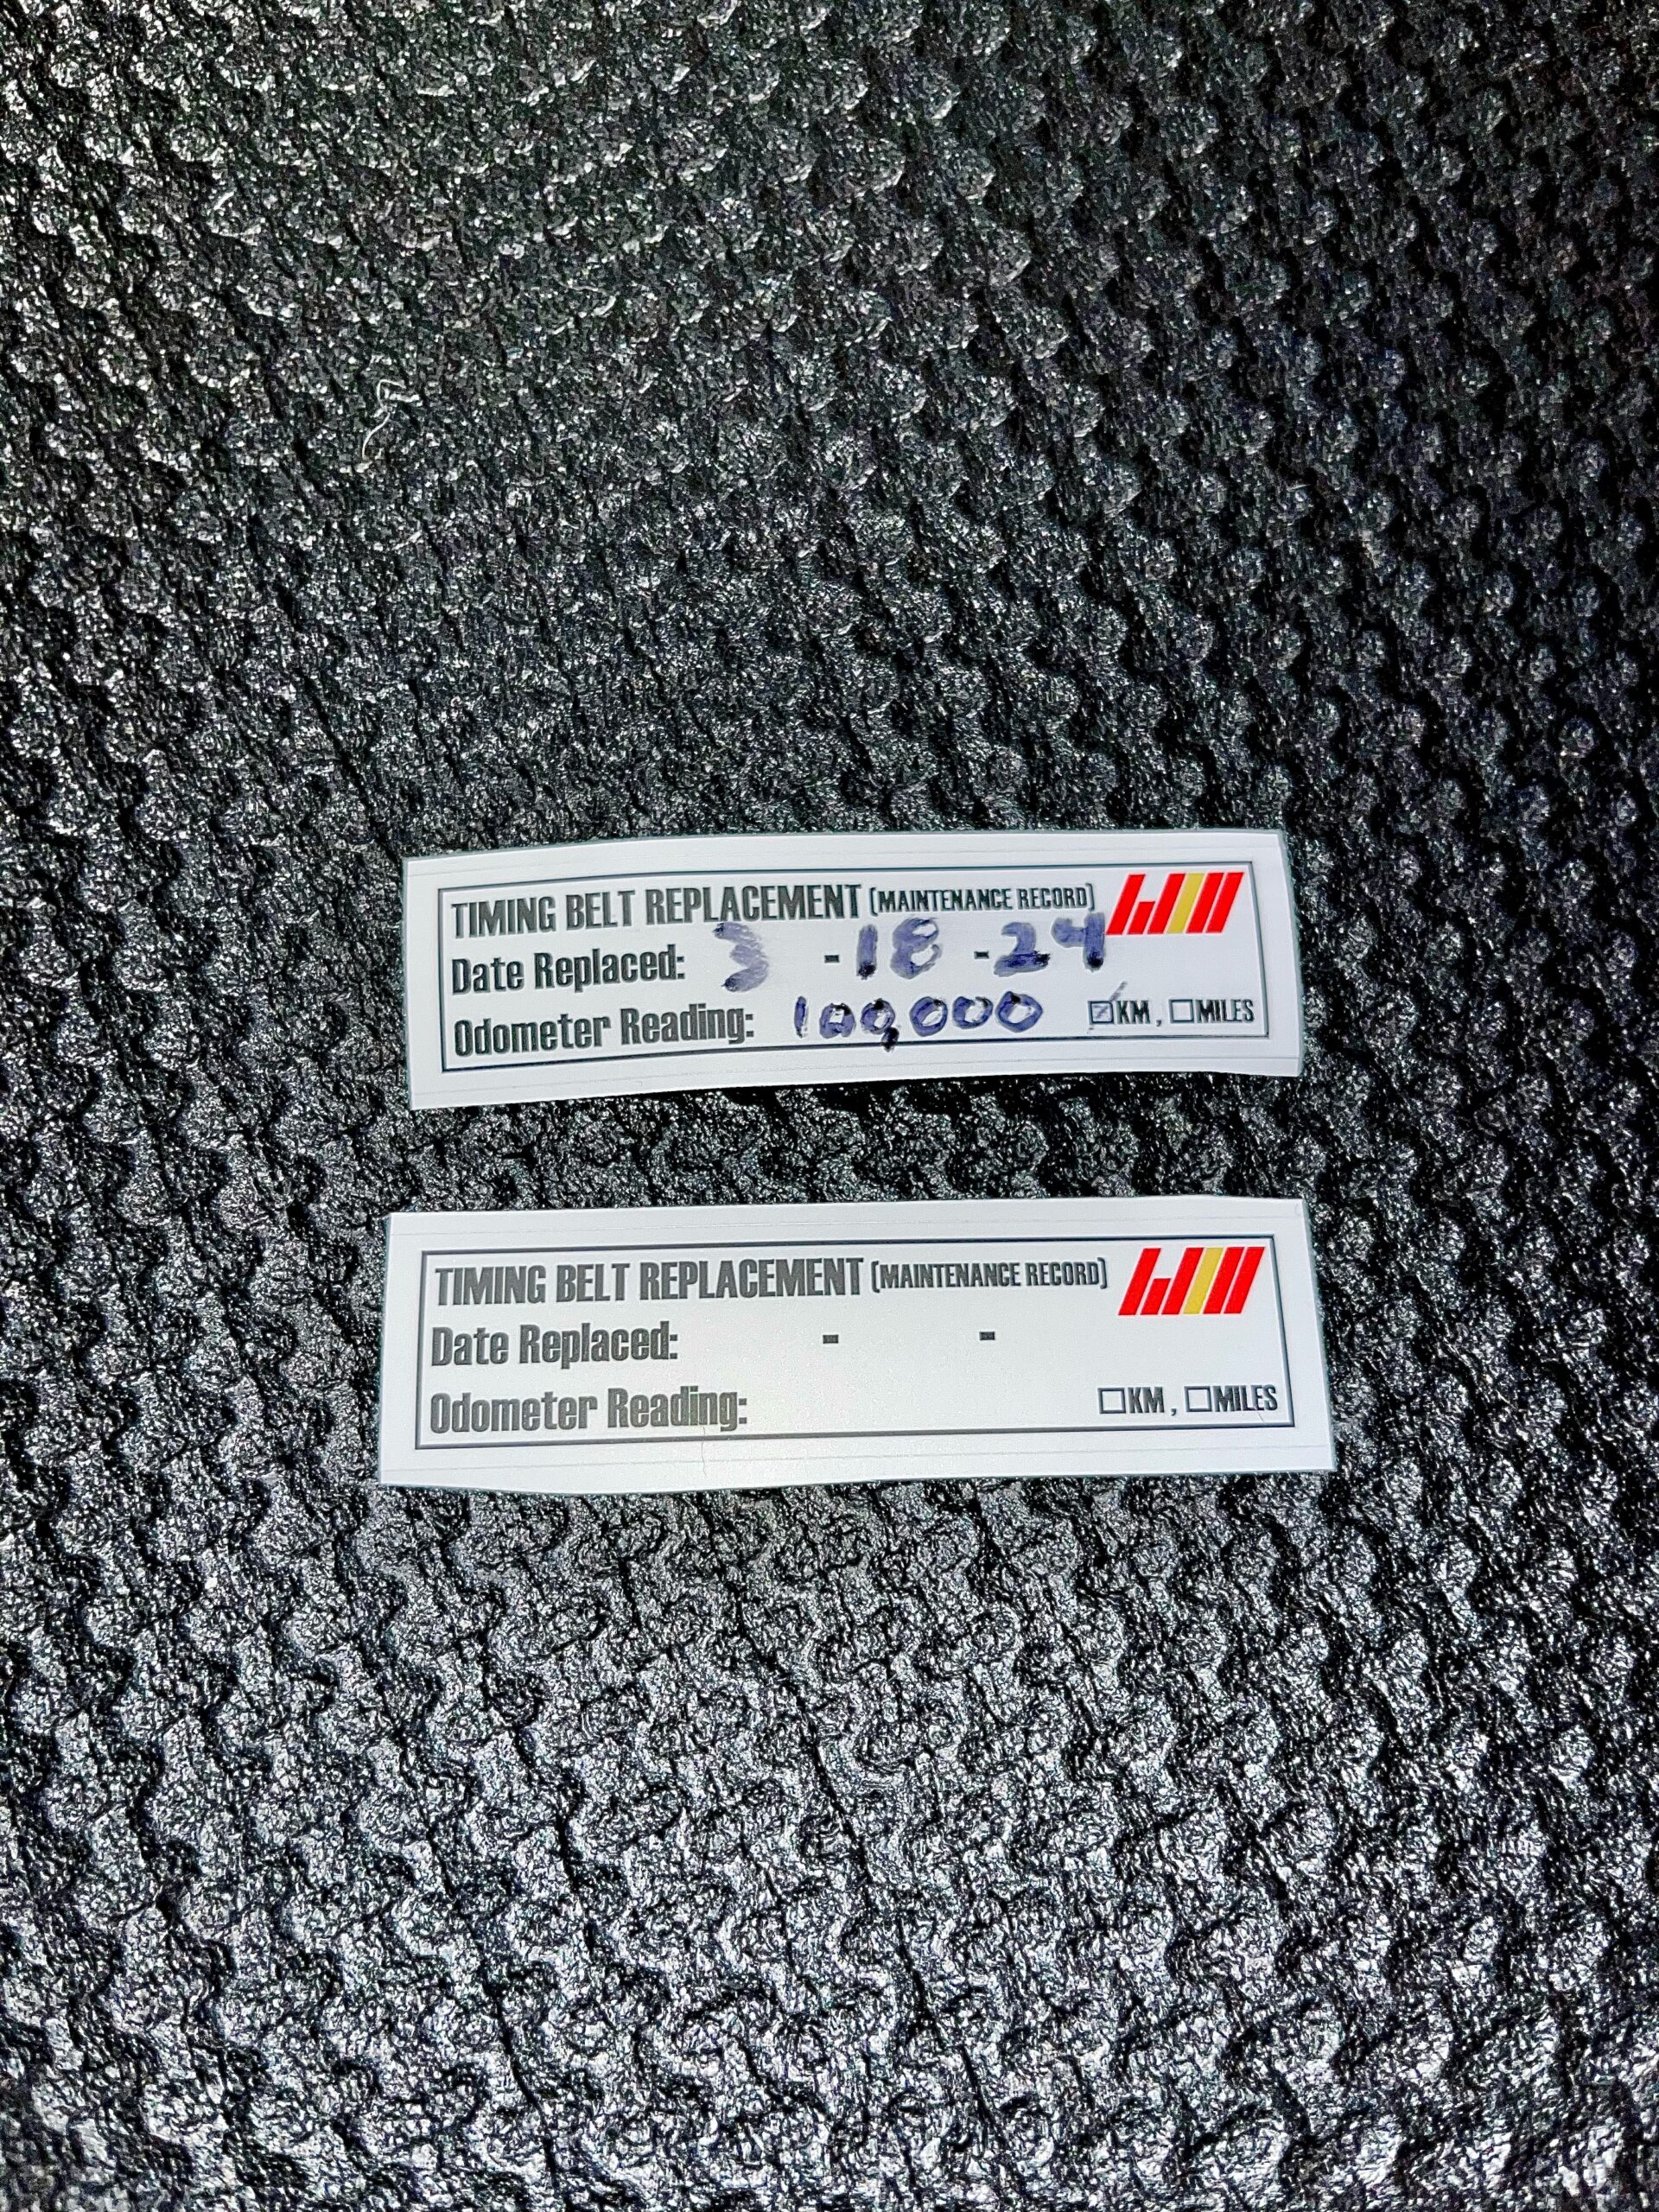 TIMING BELT REPLACEMENT (MAINTENANCE RECORD)
Date Replaced: 3 - 18 - 24
Odometer Reading: 100,000 ☑KM, ☐MILES
TIMING BELT REPLACEMENT (MAINTENANCE RECORD)
Date Replaced: - -
Odometer Reading: ☐KM, ☐MILES